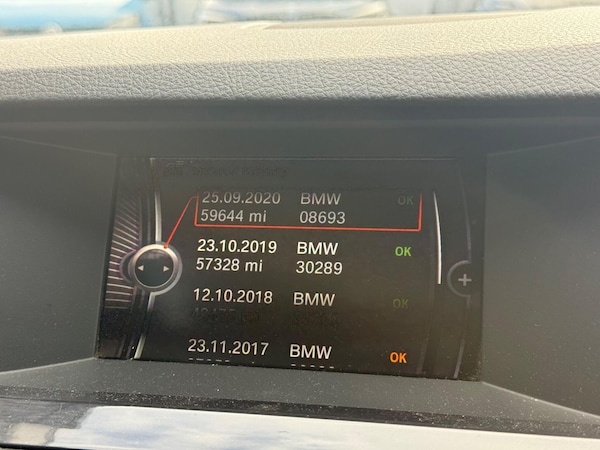 25.09.2020 BMW OK
59644 mi 08693
23.10.2019 BMW OK
57328 mi 30289
12.10.2018 BMW OK
23.11.2017 BMW OK